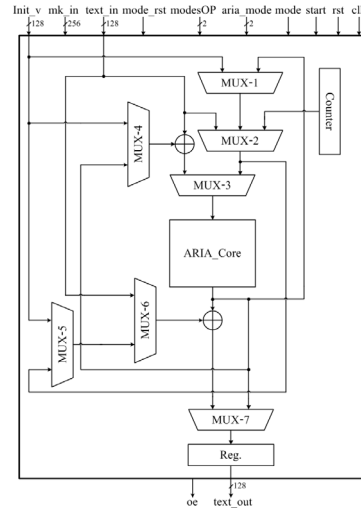 Init_v mk_in text_in mode_rst modesOP aria_mode mode start rst cl
128 256 128 2 2
MUX-1
Counter
MUX-4
MUX-2
MUX-3
ARIA_Core
MUX-6
MUX-5
MUX-7
Reg.
128
oe text_out